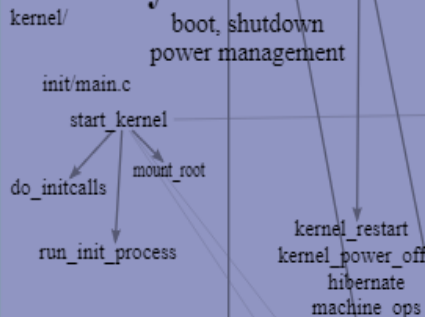 kernel/
boot, shutdown
power management
init/main.c
start_kernel
do_initcalls
mount_root
run_init_process
kernel_restart
kernel_power_off
hibernate
machine_ops